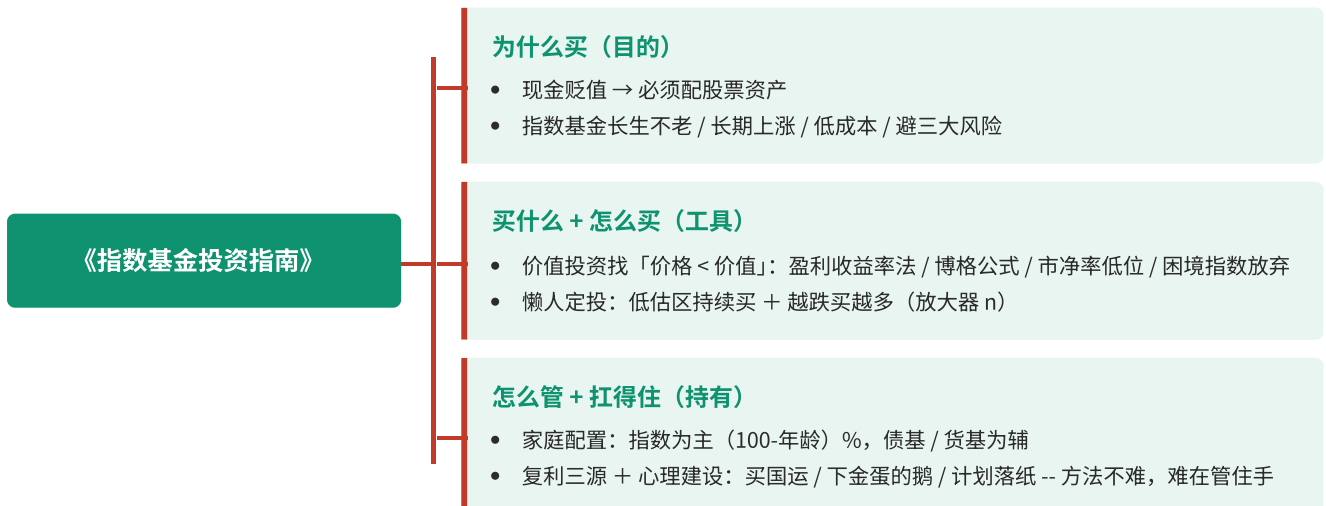 《指数基金投资指南》
为什么买（目的）
• 现金贬值 → 必须配股票资产
• 指数基金长生不老 / 长期上涨 / 低成本 / 避三大风险
买什么 + 怎么买（工具）
• 价值投资找「价格 < 价值」：盈利收益率法 / 博格公式 / 市净率低位 / 困境指数放弃
• 懒人定投：低估区持续买 ＋ 越跌买越多（放大器 n）
怎么管 + 扛得住（持有）
• 家庭配置：指数为主（100-年龄）%，债基 / 货基为辅
• 复利三源 ＋ 心理建设：买国运 / 下金蛋的鹅 / 计划落纸 -- 方法不难，难在管住手